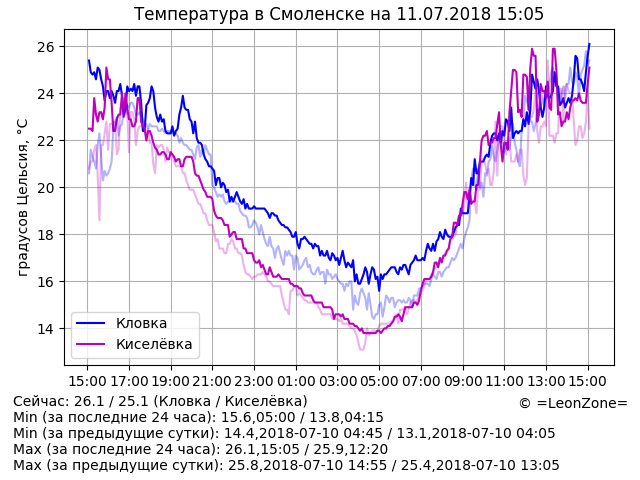 Температура в Смоленске на 11.07.2018 15:05
градусов Цельсия, °C
26
24
22
20
18
16
14
Кловка
Киселёвка
15:00 17:00 19:00 21:00 23:00 01:00 03:00 05:00 07:00 09:00 11:00 13:00 15:00
Сейчас: 26.1 / 25.1 (Кловка / Киселёвка)
© =LeonZone=
Min (за последние 24 часа): 15.6,05:00 / 13.8,04:15
Min (за предыдущие сутки): 14.4,2018-07-10 04:45 / 13.1,2018-07-10 04:05
Max (за последние 24 часа): 26.1,15:05 / 25.9,12:20
Max (за предыдущие сутки): 25.8,2018-07-10 14:55 / 25.4,2018-07-10 13:05